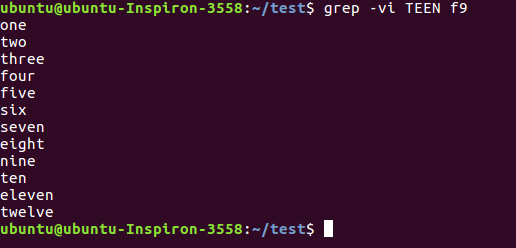 ubuntu@ubuntu-Inspiron-3558:~/test$ grep -vi TEEN f9
one
two
three
four
five
six
seven
eight
nine
ten
eleven
twelve
ubuntu@ubuntu-Inspiron-3558:~/test$